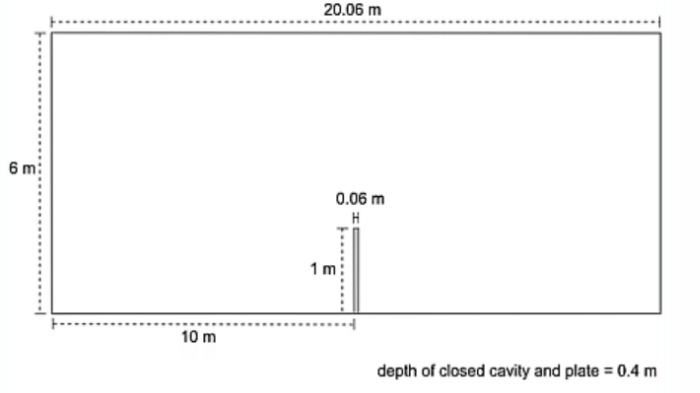 20.06 m
6 m
0.06 m
H
1 m
10 m
depth of closed cavity and plate = 0.4 m